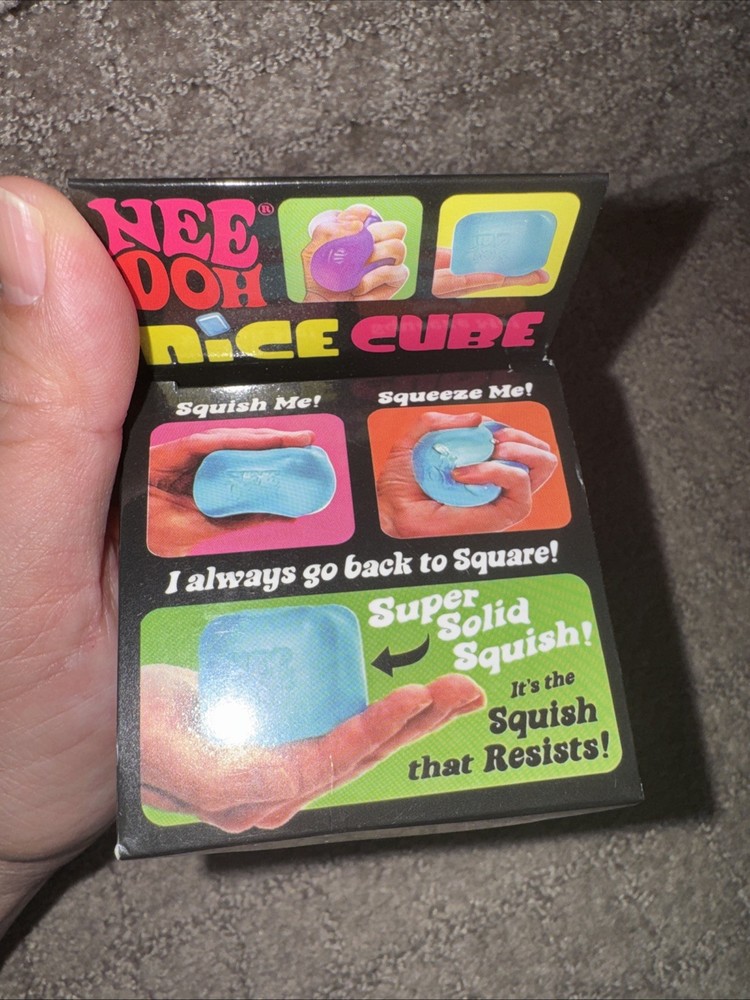 NEE®
DOH
NiCE CUBE
Squish Me!
Squeeze Me!
I always go back to Square!
Super
Solid
Squish!
It's the
Squish
that Resists!